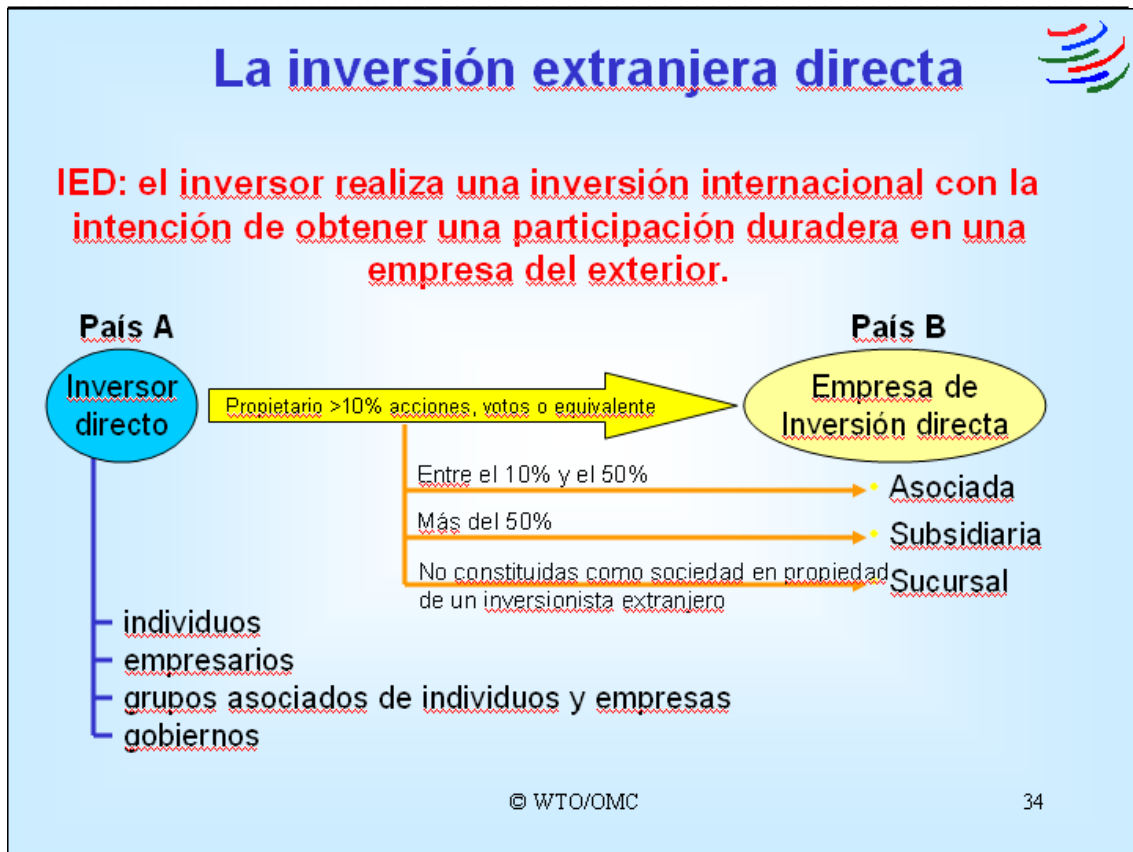 La inversión extranjera directa
IED: el inversor realiza una inversión internacional con la
intención de obtener una participación duradera en una
empresa del exterior.
País A
País B
Inversor
directo
Propietario >10% acciones, votos o equivalente
Empresa de
Inversión directa
Entre el 10% y el 50%
Asociada
Más del 50%
Subsidiaria
No constituidas como sociedad en propiedad
de un inversionista extranjero
Sucursal
individuos
empresarios
grupos asociados de individuos y empresas
gobiernos
© WTO/OMC
34